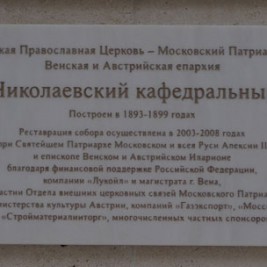 кая Православная Церковь – Московский Патриа
Венская и Австрийская епархия
Николаевский кафедральны
Построен в 1893-1899 годах
Реставрация собора осуществлена в 2003-2008 годах
при Святейшем Патриархе Московском и всея Руси Алексии II
и епископе Венском и Австрийском Иларионе
благодаря финансовой поддержке Российской Федерации,
компании «Лукойл» и магистрата г. Вена,
астии Отдела внешних церковных связей Московского Патриа
нистерства культуры Австрии, компаний «Газэкспорт», «Мосс
«Стройматериалинторг», многочисленных частных спонсоро